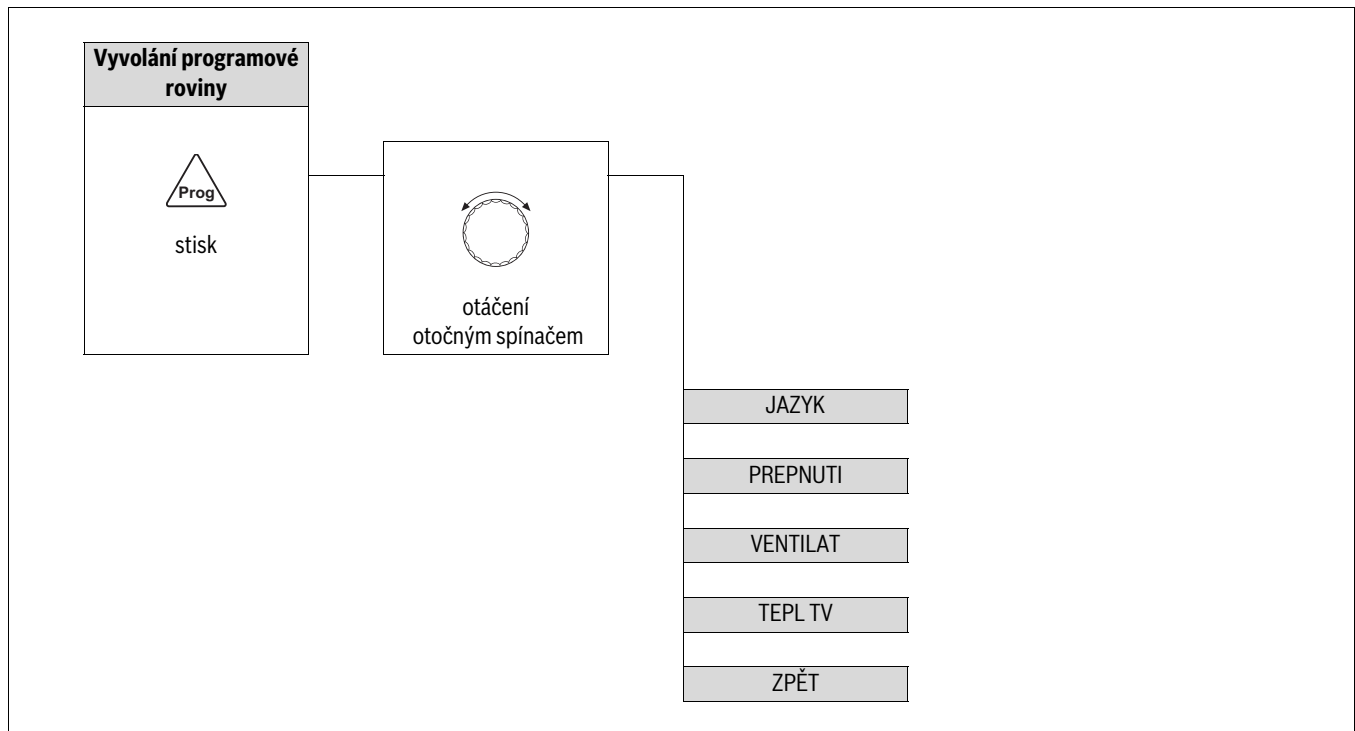 Vyvolání programové
roviny
Prog
stisk
otáčení
otočným spínačem
JAZYK
PREPNUTI
VENTILAT
TEPL TV
ZPĚT